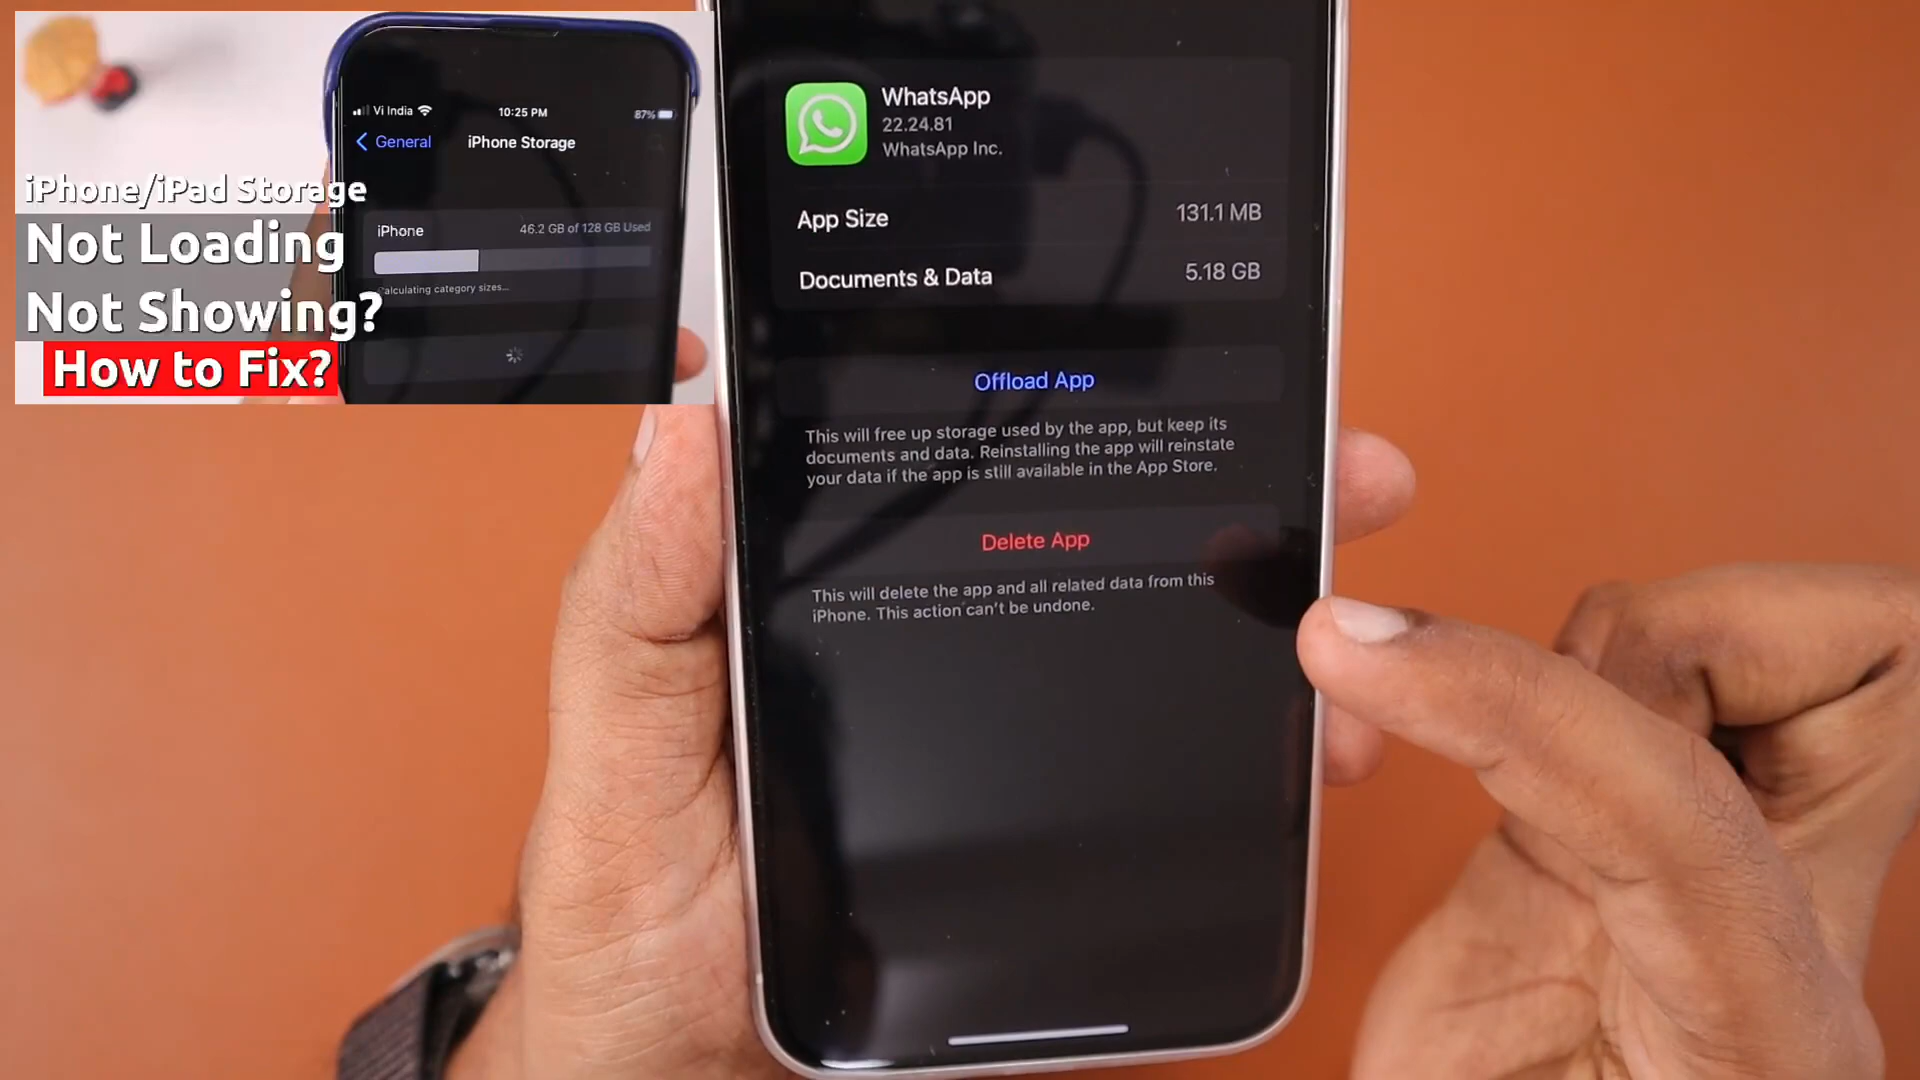 Vi India
10:25 PM
87%
General
iPhone Storage
iPhone/iPad Storage
iPhone
46.2 GB of 128 GB Used
Not Loading
Calculating category sizes...
Not Showing?
How to Fix?
WhatsApp
22.24.81
WhatsApp Inc.
App Size
131.1 MB
Documents & Data
5.18 GB
Offload App
This will free up storage used by the app, but keep its
documents and data. Reinstalling the app will reinstate
your data if the app is still available in the App Store.
Delete App
This will delete the app and all related data from this
iPhone. This action can't be undone.